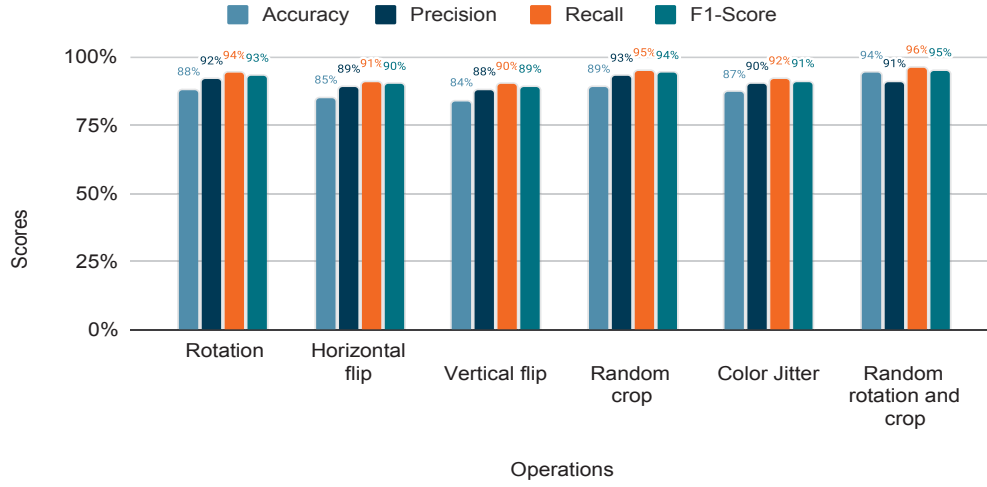 Accuracy Precision Recall F1-Score
100%
75%
50%
25%
0%
Scores
88% 92% 94% 93%
85% 89% 91% 90%
84% 88% 90% 89%
89% 93% 95% 94%
87% 90% 92% 91%
94% 91% 96% 95%
Rotation
Horizontal
flip
Vertical flip
Random
crop
Color Jitter
Random
rotation and
crop
Operations